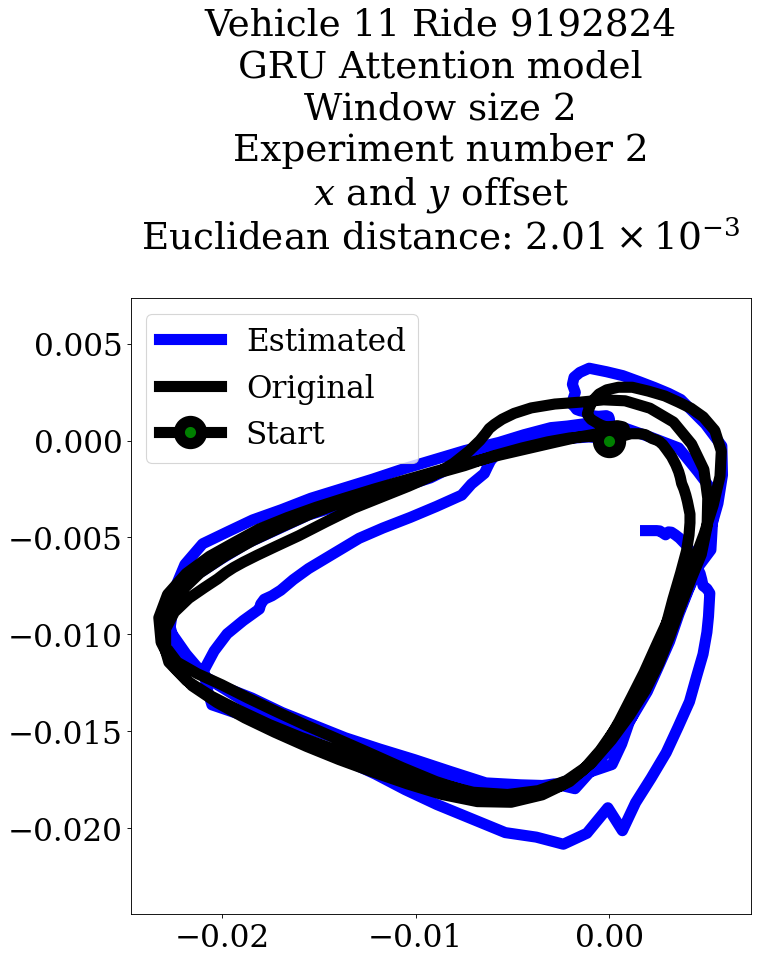 Vehicle 11 Ride 9192824
GRU Attention model
Window size 2
Experiment number 2
x and y offset
Euclidean distance: 2.01 × 10⁻³
Estimated
Original
Start
0.005
0.000
−0.005
−0.010
−0.015
−0.020
−0.02
−0.01
0.00